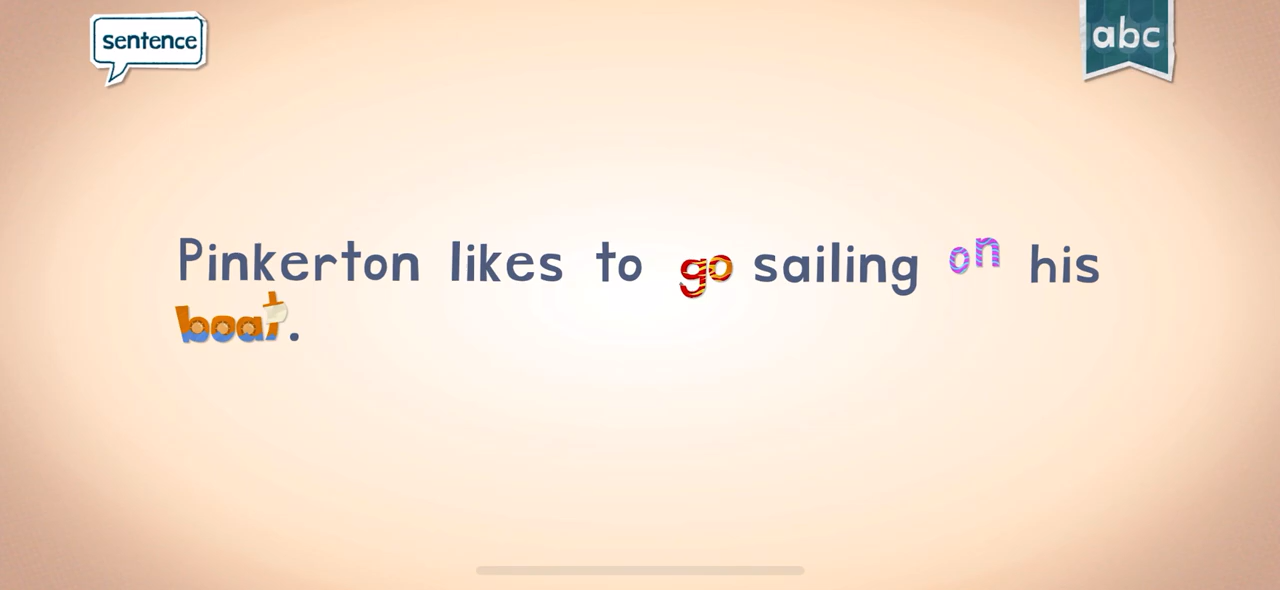 sentence
abc
Pinkerton likes to go sailing on his
boat.